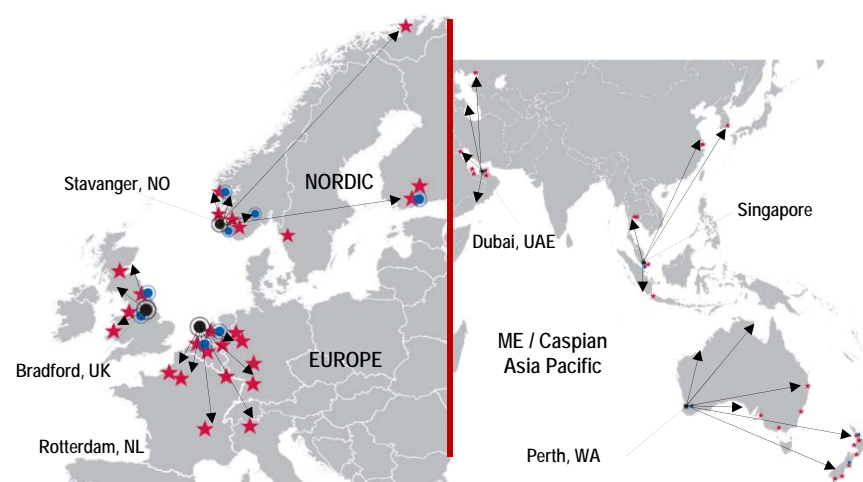 Stavanger, NO
NORDIC
Bradford, UK
EUROPE
Rotterdam, NL
Dubai, UAE
Singapore
ME / Caspian
Asia Pacific
Perth, WA